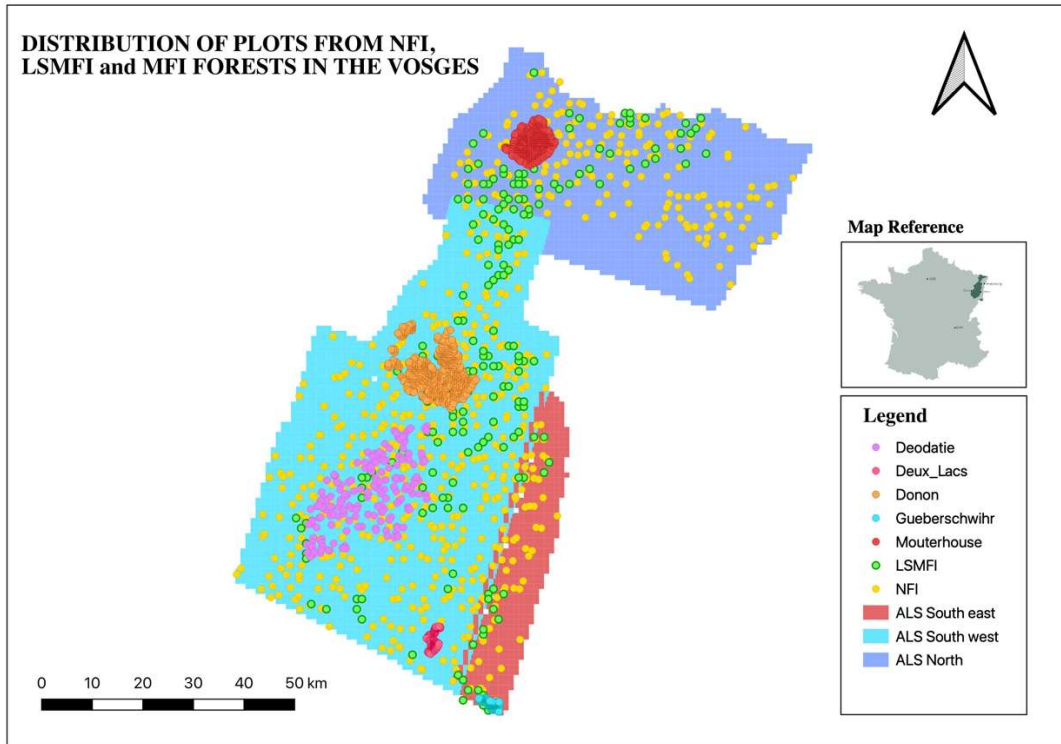 DISTRIBUTION OF PLOTS FROM NFI,
LSMFI and MFI FORESTS IN THE VOSGES
Map Reference
Legend
Deodatie
Deux_Lacs
Donon
Gueberschwihr
Mouterhouse
LSMFI
NFI
ALS South east
ALS South west
ALS North
0 10 20 30 40 50 km